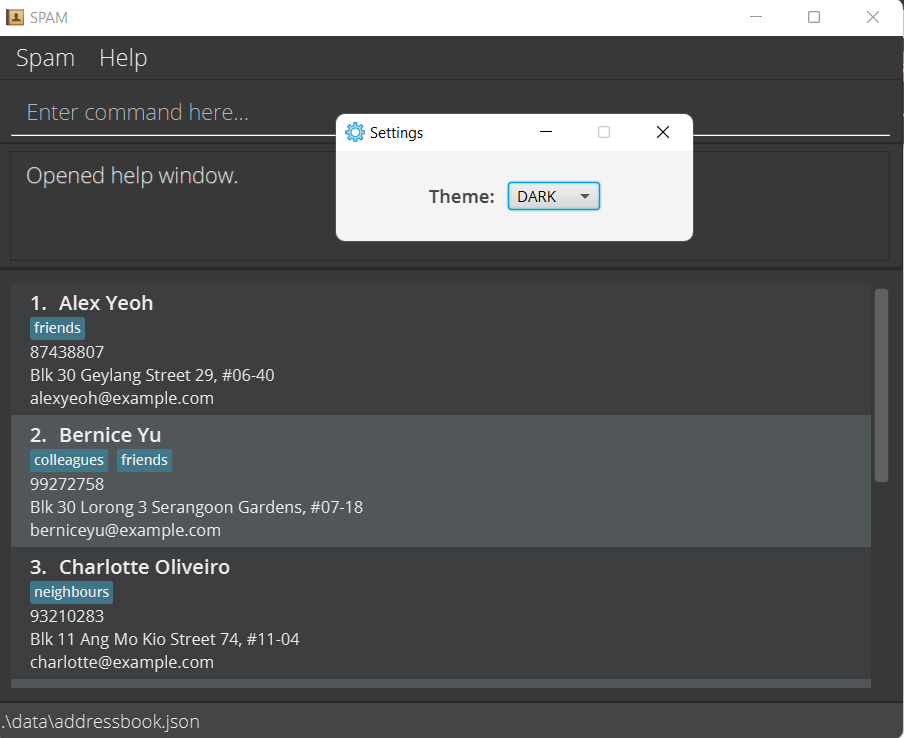 SPAM
Spam Help
Enter command here...
Settings
Theme: DARK
Opened help window.
1. Alex Yeoh
friends
87438807
Blk 30 Geylang Street 29, #06-40
alexyeoh@example.com
2. Bernice Yu
colleagues friends
99272758
Blk 30 Lorong 3 Serangoon Gardens, #07-18
berniceyu@example.com
3. Charlotte Oliveiro
neighbours
93210283
Blk 11 Ang Mo Kio Street 74, #11-04
charlotte@example.com
.\data\addressbook.json